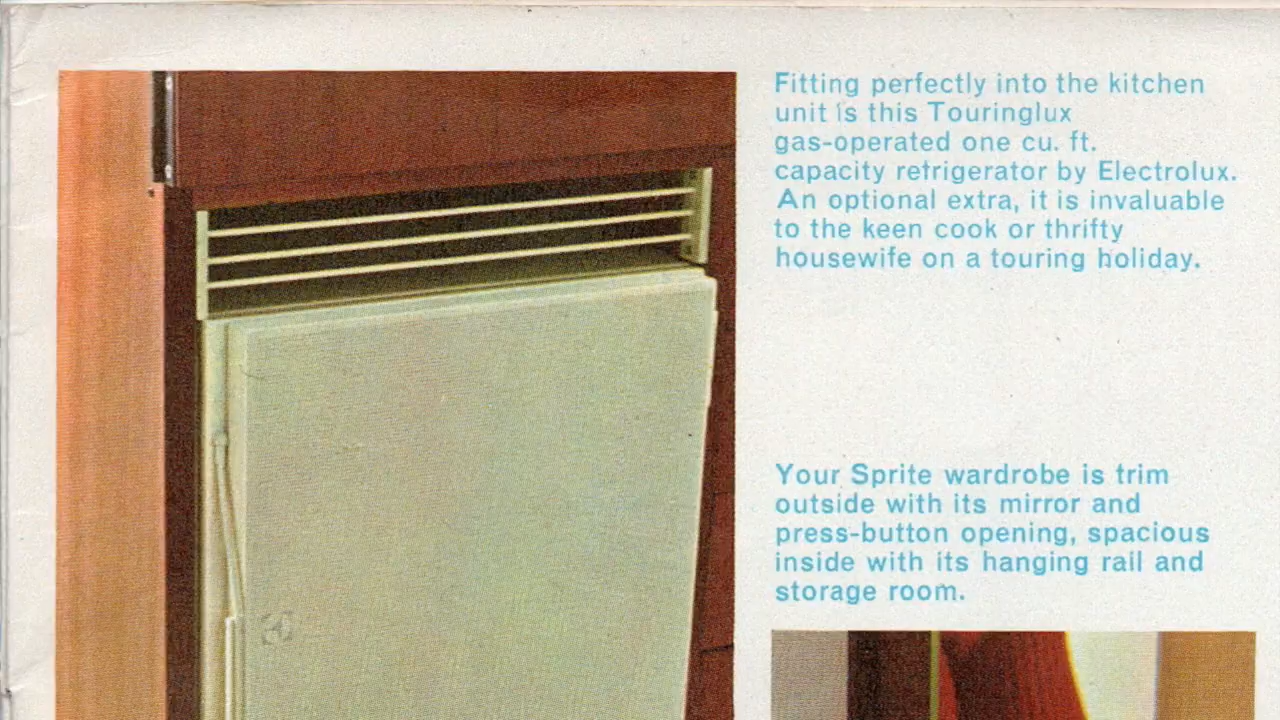 Fitting perfectly into the kitchen
unit is this Touringlux
gas-operated one cu. ft.
capacity refrigerator by Electrolux.
An optional extra, it is invaluable
to the keen cook or thrifty
housewife on a touring holiday.
Your Sprite wardrobe is trim
outside with its mirror and
press-button opening, spacious
inside with its hanging rail and
storage room.